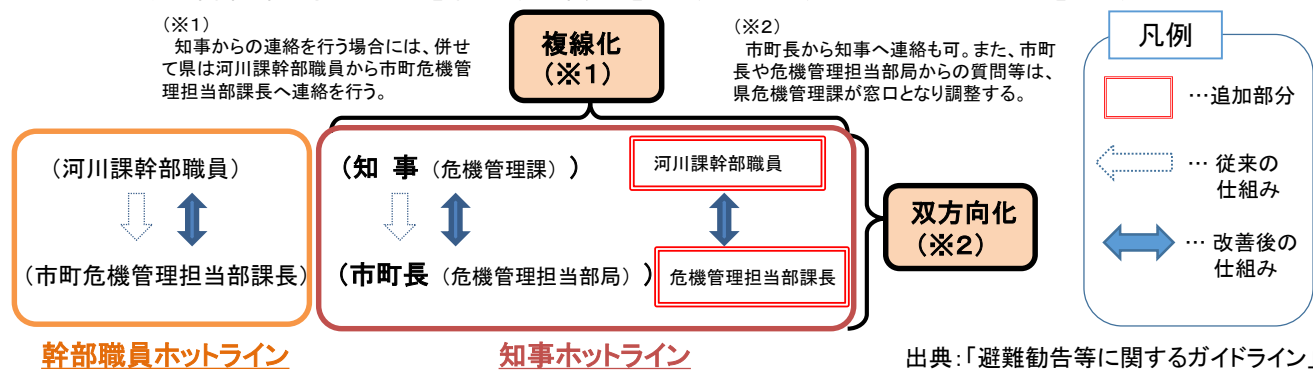 (※1)
知事からの連絡を行う場合には、併せ
て県は河川課幹部職員から市町危機管
理担当部課長へ連絡を行う。
複線化
(※1)
(※2)
市町長から知事へ連絡も可。また、市町
長や危機管理担当部局からの質問等は、
県危機管理課が窓口となり調整する。
凡例
…追加部分
… 従来の
仕組み
… 改善後の
仕組み
(河川課幹部職員)
(市町危機管理担当部課長)
(知 事 (危機管理課) )
(市町長 (危機管理担当部局) )
河川課幹部職員
危機管理担当部課長
双方向化
(※2)
幹部職員ホットライン
知事ホットライン
出典:「避難勧告等に関するガイドライン」